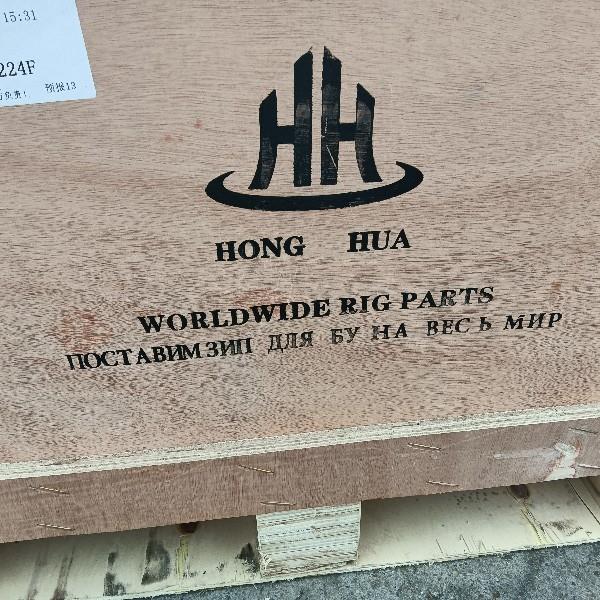 15:31
224F
预报13
HH
HONG HUA
WORLDWIDE RIG PARTS
ПОСТАВИМ ЗИП ДЛЯ БУ НА ВЕСЬ МИР